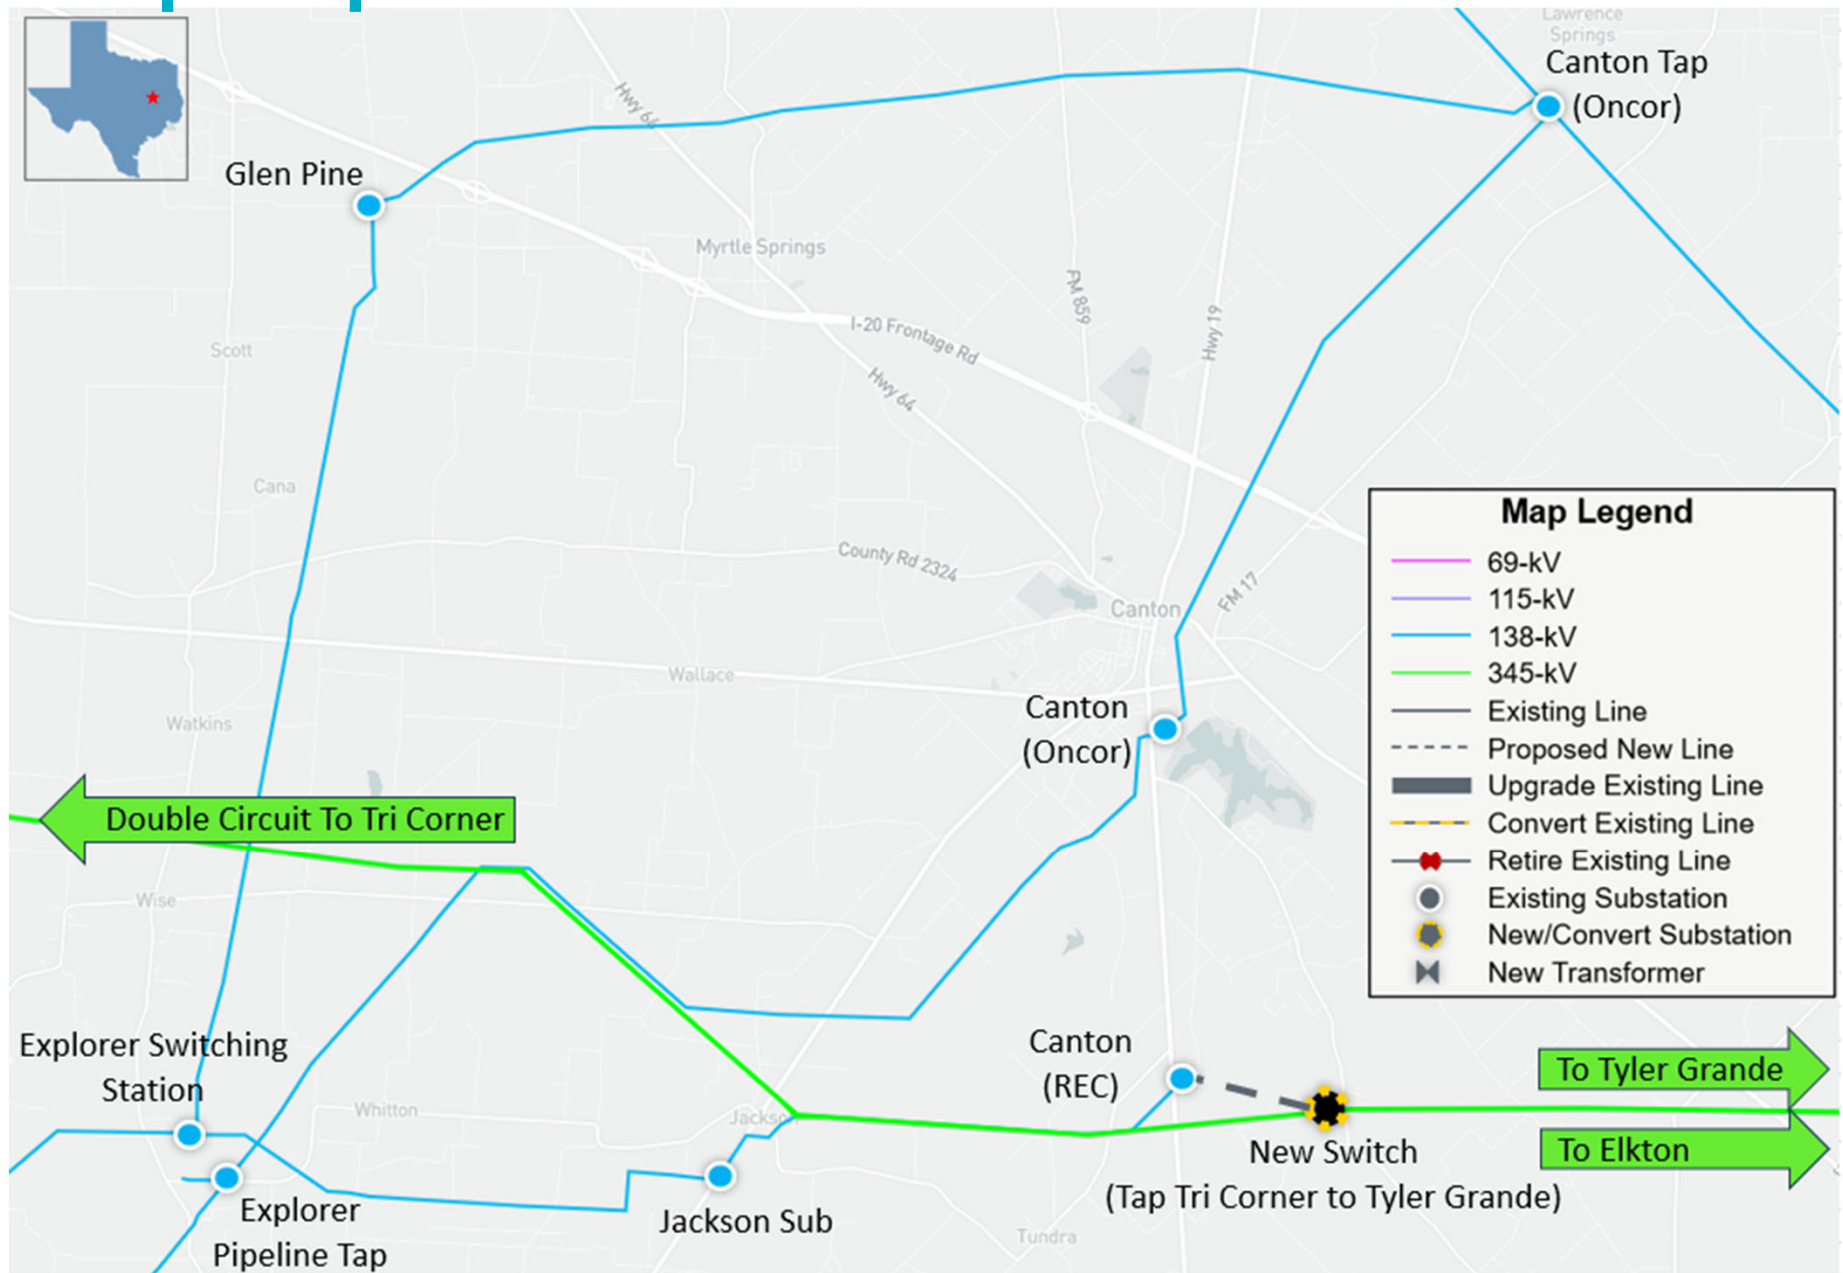 Lawrence
Springs
Canton Tap
(Oncor)
Hwy 64
Glen Pine
Myrtle Springs
FM 859
Hwy 19
I-20 Frontage Rd
Scott
Hwy 64
Cana
County Rd 2324
Canton
FM 17
Wallace
Watkins
Canton
(Oncor)
Double Circuit To Tri Corner
Wise
Map Legend
69-kV
115-kV
138-kV
345-kV
Existing Line
Proposed New Line
Upgrade Existing Line
Convert Existing Line
Retire Existing Line
Existing Substation
New/Convert Substation
New Transformer
Explorer Switching
Station
Canton
(REC)
To Tyler Grande
Whitton
Jackson
New Switch
(Tap Tri Corner to Tyler Grande)
To Elkton
Explorer
Pipeline Tap
Jackson Sub
Tundra